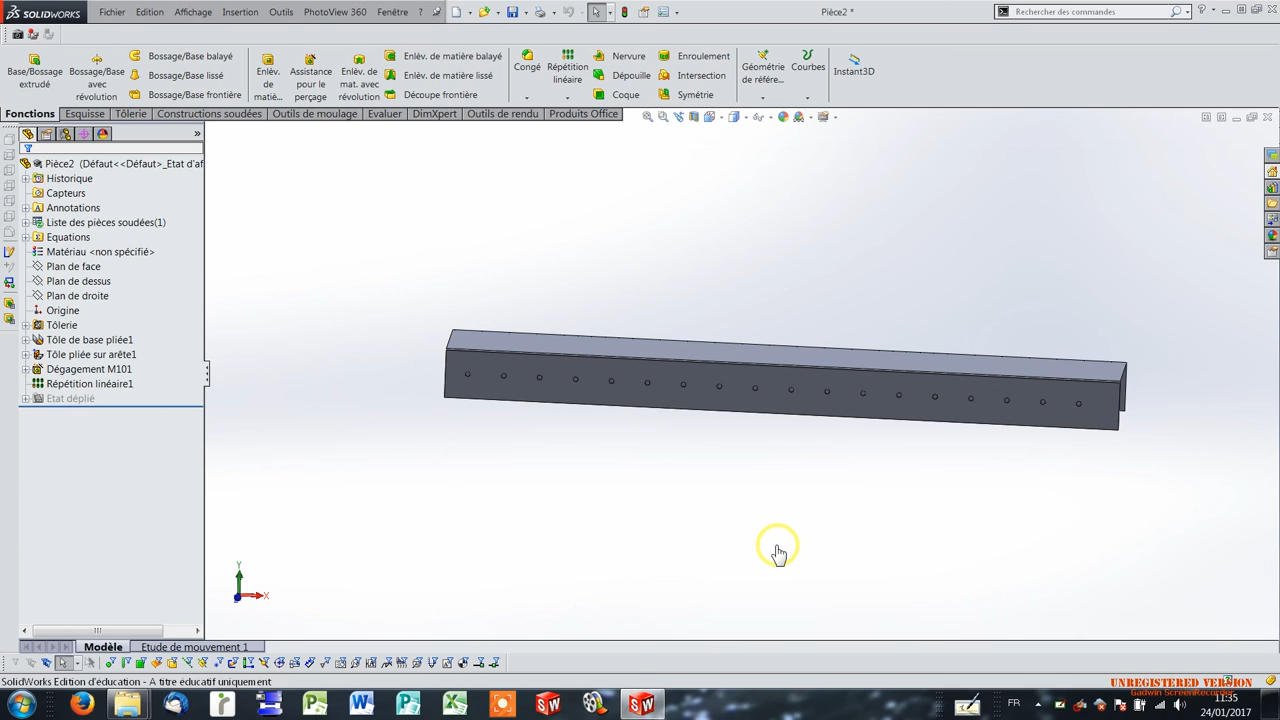 SOLIDWORKS Fichier Edition Affichage Insertion Outils PhotoView 360 Fenêtre ? Pièce2 * Rechercher des commandes
Base/Bossage extrudé
Bossage/Base avec révolution
Bossage/Base balayé
Bossage/Base lissé
Bossage/Base frontière
Enlèv. de matiè...
Assistance pour le perçage
Enlèv. de mat. avec révolution
Enlèv. de matière balayé
Enlèv. de matière lissé
Découpe frontière
Congé
Répétition linéaire
Nervure
Dépouille
Coque
Enroulement
Intersection
Symétrie
Géométrie de référe...
Courbes
Instant3D
Fonctions Esquisse Tôlerie Constructions soudées Outils de moulage Evaluer DimXpert Outils de rendu Produits Office
Pièce2 (Défaut<<Défaut>_Etat d'af
Historique
Capteurs
Annotations
Liste des pièces soudées(1)
Equations
Matériau <non spécifié>
Plan de face
Plan de dessus
Plan de droite
Origine
Tôlerie
Tôle de base pliée1
Tôle pliée sur arête1
Dégagement M101
Répétition linéaire1
Etat déplié
Y
X
Modèle Etude de mouvement 1
SolidWorks Edition d'éducation - A titre éducatif uniquement
UNREGISTERED VERSION
Gadwin ScreenRecorder
FR
11:35
24/01/2017